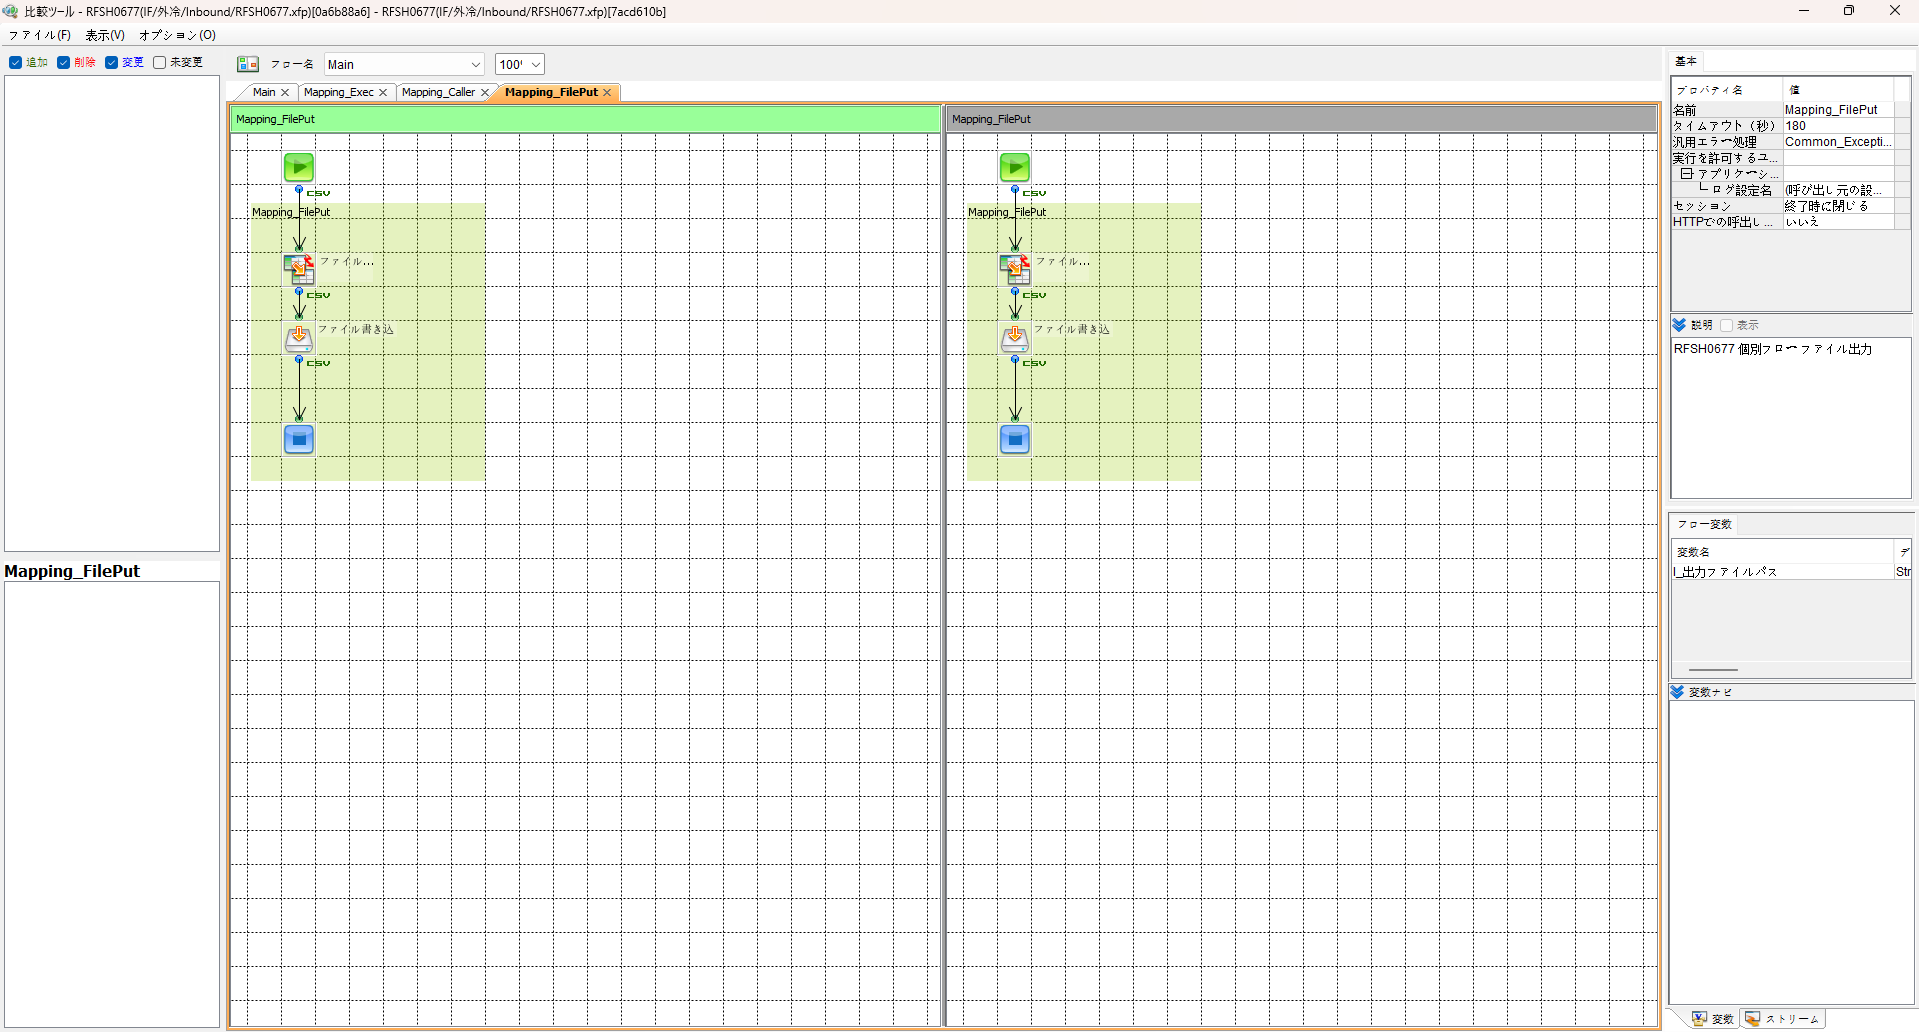 比較ツール - RFSH0677(IF/外冷/Inbound/RFSH0677.xfp)[0a6b88a6] - RFSH0677(IF/外冷/Inbound/RFSH0677.xfp)[7acd610b]
ファイル(F) 表示(V) オプション(O)
追加 削除 変更 未変更
フロー名 Main 100%
Main Mapping_Exec Mapping_Caller Mapping_FilePut
Mapping_FilePut
CSV
Mapping_FilePut
ファイル...
CSV
ファイル書き込
CSV
Mapping_FilePut
CSV
Mapping_FilePut
ファイル...
CSV
ファイル書き込
CSV
Mapping_FilePut
基本
プロパティ名 値
名前 Mapping_FilePut
タイムアウト（秒） 180
汎用エラー処理 Common_Excepti...
実行を許可するユ...
アプリケーシ...
ログ設定名 (呼び出し元の設...
セッション 終了時に閉じる
HTTPでの呼出し... いいえ
説明 表示
RFSH0677 個別フロー ファイル出力
フロー変数
変数名 デ
I_出力ファイルパス Str
変数ナビ
変数 ストリーム